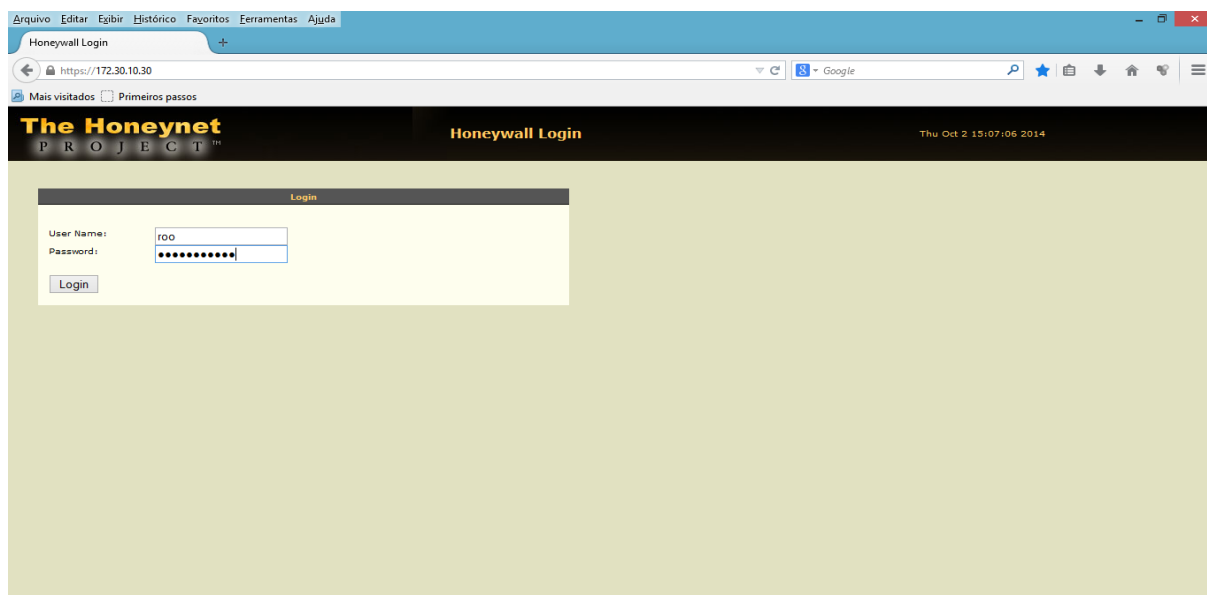 Arquivo Editar Exibir Histórico Favoritos Ferramentas Ajuda
Honeywall Login
https://172.30.10.30
Google
Mais visitados Primeiros passos
The Honeynet
PROJECT™
Honeywall Login
Thu Oct 2 15:07:06 2014
Login
User Name: roo
Password: •••••••••••
Login